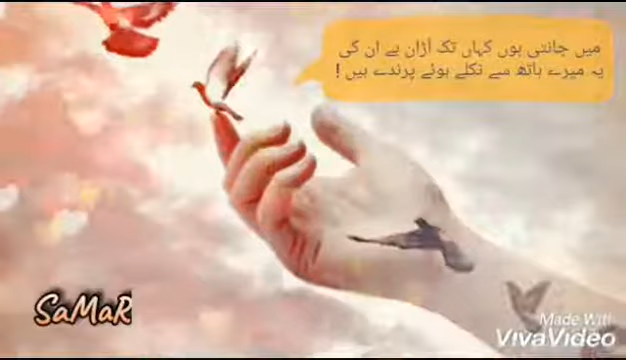 میں جانتی ہوں کہاں تک اُڑان ہے ان کی
یہ میرے ہاتھ سے نکلے ہوئے پرندے ہیں !
SaMaR
Made With
VivaVideo